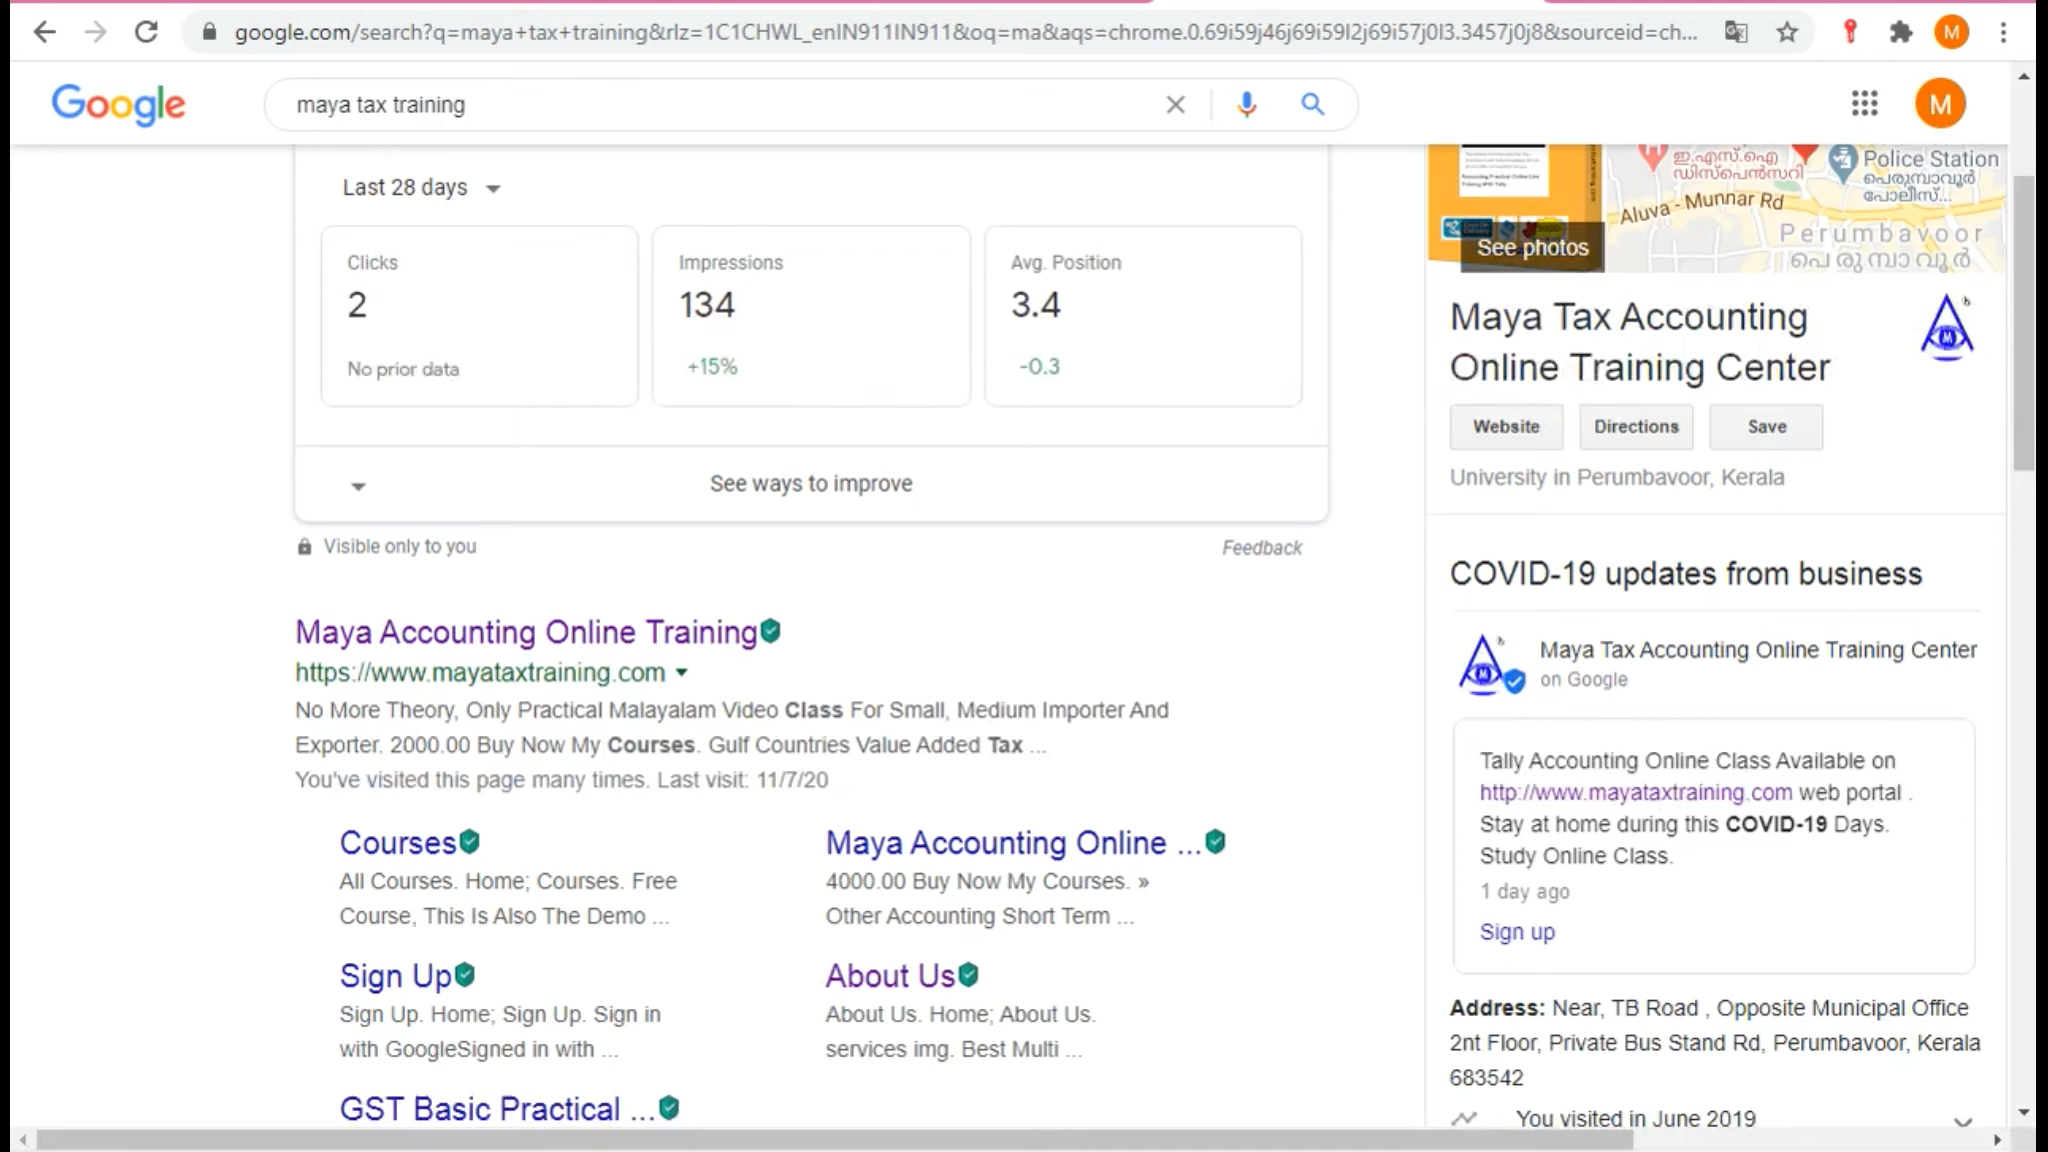 google.com/search?q=maya+tax+training&rlz=1C1CHWL_enIN911IN911&oq=ma&aqs=chrome.0.69i59j46j69i59l2j69i57j0l3.3457j0j8&sourceid=ch...
M
Google
maya tax training
M
Last 28 days
Clicks
2
No prior data
Impressions
134
+15%
Avg. Position
3.4
-0.3
See ways to improve
Visible only to you
Feedback
Maya Accounting Online Training
https://www.mayataxtraining.com
No More Theory, Only Practical Malayalam Video Class For Small, Medium Importer And
Exporter. 2000.00 Buy Now My Courses. Gulf Countries Value Added Tax ...
You've visited this page many times. Last visit: 11/7/20
Courses
All Courses. Home; Courses. Free
Course, This Is Also The Demo ...
Maya Accounting Online ...
4000.00 Buy Now My Courses. »
Other Accounting Short Term ...
Sign Up
Sign Up. Home; Sign Up. Sign in
with GoogleSigned in with ...
About Us
About Us. Home; About Us.
services img. Best Multi ...
GST Basic Practical ...
See photos
ഇ.എസ്.ഐ
ഡിസ്പെൻസറി
Police Station
പെരുമ്പാവൂർ
പോലീസ്...
Aluva - Munnar Rd
Perumbavoor
പെരുമ്പാവൂർ
Maya Tax Accounting
Online Training Center
Website
Directions
Save
University in Perumbavoor, Kerala
COVID-19 updates from business
Maya Tax Accounting Online Training Center
on Google
Tally Accounting Online Class Available on
http://www.mayataxtraining.com web portal .
Stay at home during this COVID-19 Days.
Study Online Class.
1 day ago
Sign up
Address: Near, TB Road , Opposite Municipal Office
2nt Floor, Private Bus Stand Rd, Perumbavoor, Kerala
683542
You visited in June 2019